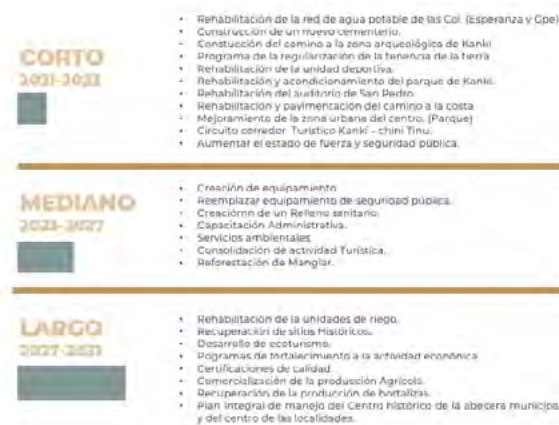 CORTO
2021-2023
• Rehabilitación de la red de agua potable de las Col. (Esperanza y Gpe)
• Construcción de un nuevo cementerio.
• Constucción del camino a la zona arqueológica de Kanki
• Programa de la regularización de la tenencia de la tierra
• Rehabilitación de la unidad deportiva.
• Rehabilitación y acondicionamiento del parque de Kanki.
• Rehabilitación del auditorio de San Pedro
• Rehabilitación y pavimentación del camino a la costa
• Mejoramiento de la zona urbana del centro. (Parque)
• Circuito corredor Turístico Kanki – chini Tinu.
• Aumentar el estado de fuerza y seguridad pública.
MEDIANO
2023-2027
• Creación de equipamiento
• Reemplazar equipamiento de seguridad pública.
• Creaciómn de un Relleno sanitario.
• Capacitación Administrativa.
• Servicios ambientales
• Consolidación de actividad Turística.
• Reforestación de Manglar.
LARGO
2027-2031
• Rehabilitación de la unidades de riego.
• Recuperación de sitios Históricos.
• Desarrollo de ecoturismo.
• Pogramas de fortalecimiento a la actividad económica
• Certificaciones de calidad.
• Comercialización de la producción Agrícola.
• Recuperación de la producción de hortalizas.
• Plan integral de manejo del Centro histórico de la abecera municipa
y del centro de las localidades.